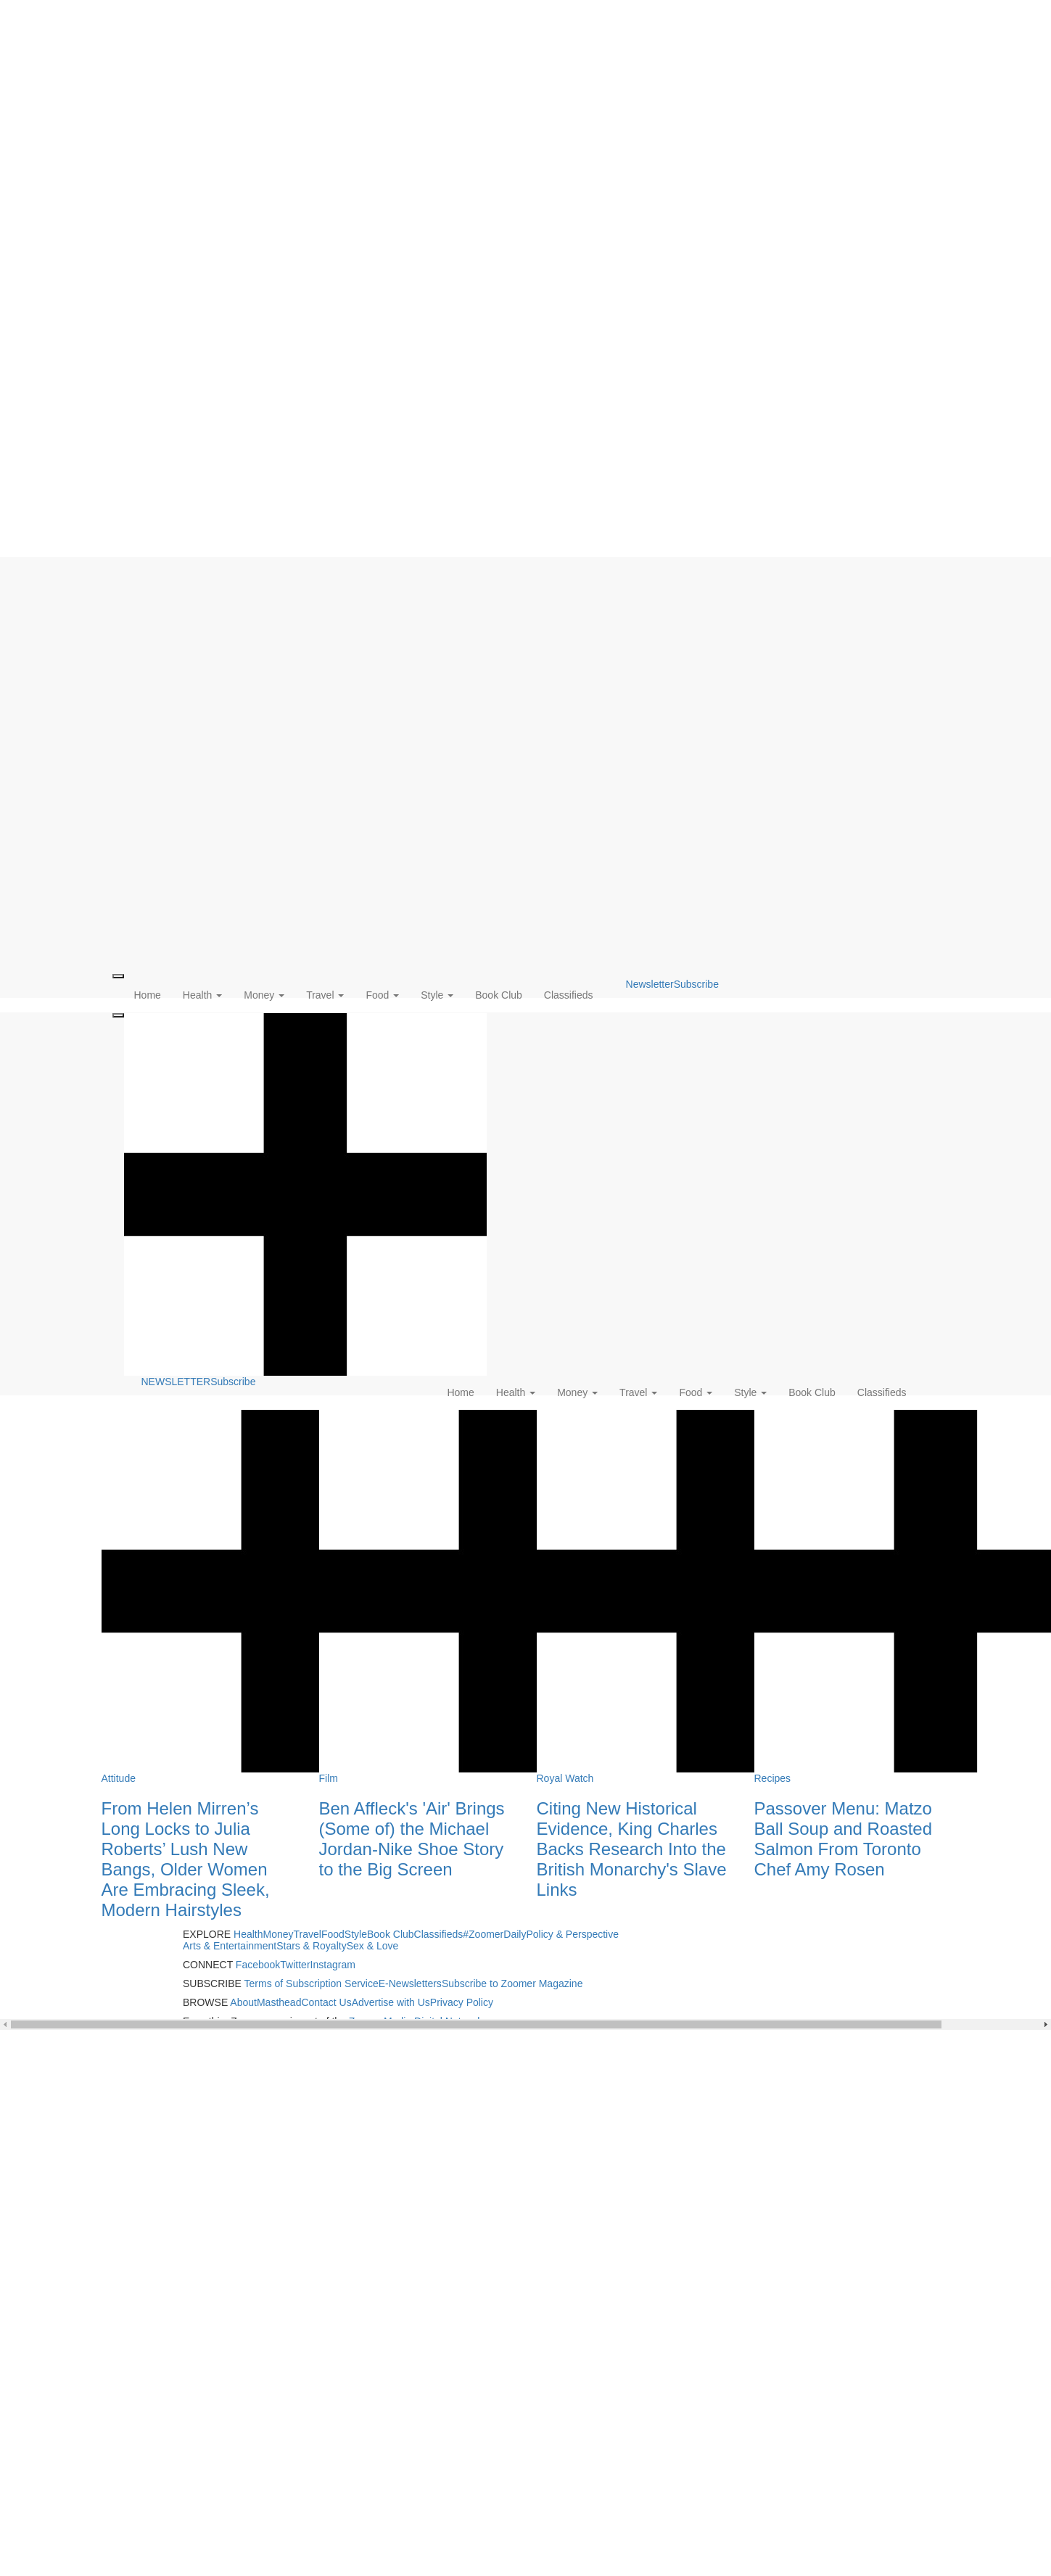 Home Health Money Travel Food Style Book Club Classifieds NewsletterSubscribe
NEWSLETTERSubscribe
Home Health Money Travel Food Style Book Club Classifieds
Attitude
From Helen Mirren’s
Long Locks to Julia
Roberts’ Lush New
Bangs, Older Women
Are Embracing Sleek,
Modern Hairstyles
Film
Ben Affleck's 'Air' Brings
(Some of) the Michael
Jordan-Nike Shoe Story
to the Big Screen
Royal Watch
Citing New Historical
Evidence, King Charles
Backs Research Into the
British Monarchy's Slave
Links
Recipes
Passover Menu: Matzo
Ball Soup and Roasted
Salmon From Toronto
Chef Amy Rosen
EXPLORE HealthMoneyTravelFoodStyleBook ClubClassifieds#ZoomerDailyPolicy & Perspective
Arts & EntertainmentStars & RoyaltySex & Love
CONNECT FacebookTwitterInstagram
SUBSCRIBE Terms of Subscription ServiceE-NewslettersSubscribe to Zoomer Magazine
BROWSE AboutMastheadContact UsAdvertise with UsPrivacy Policy